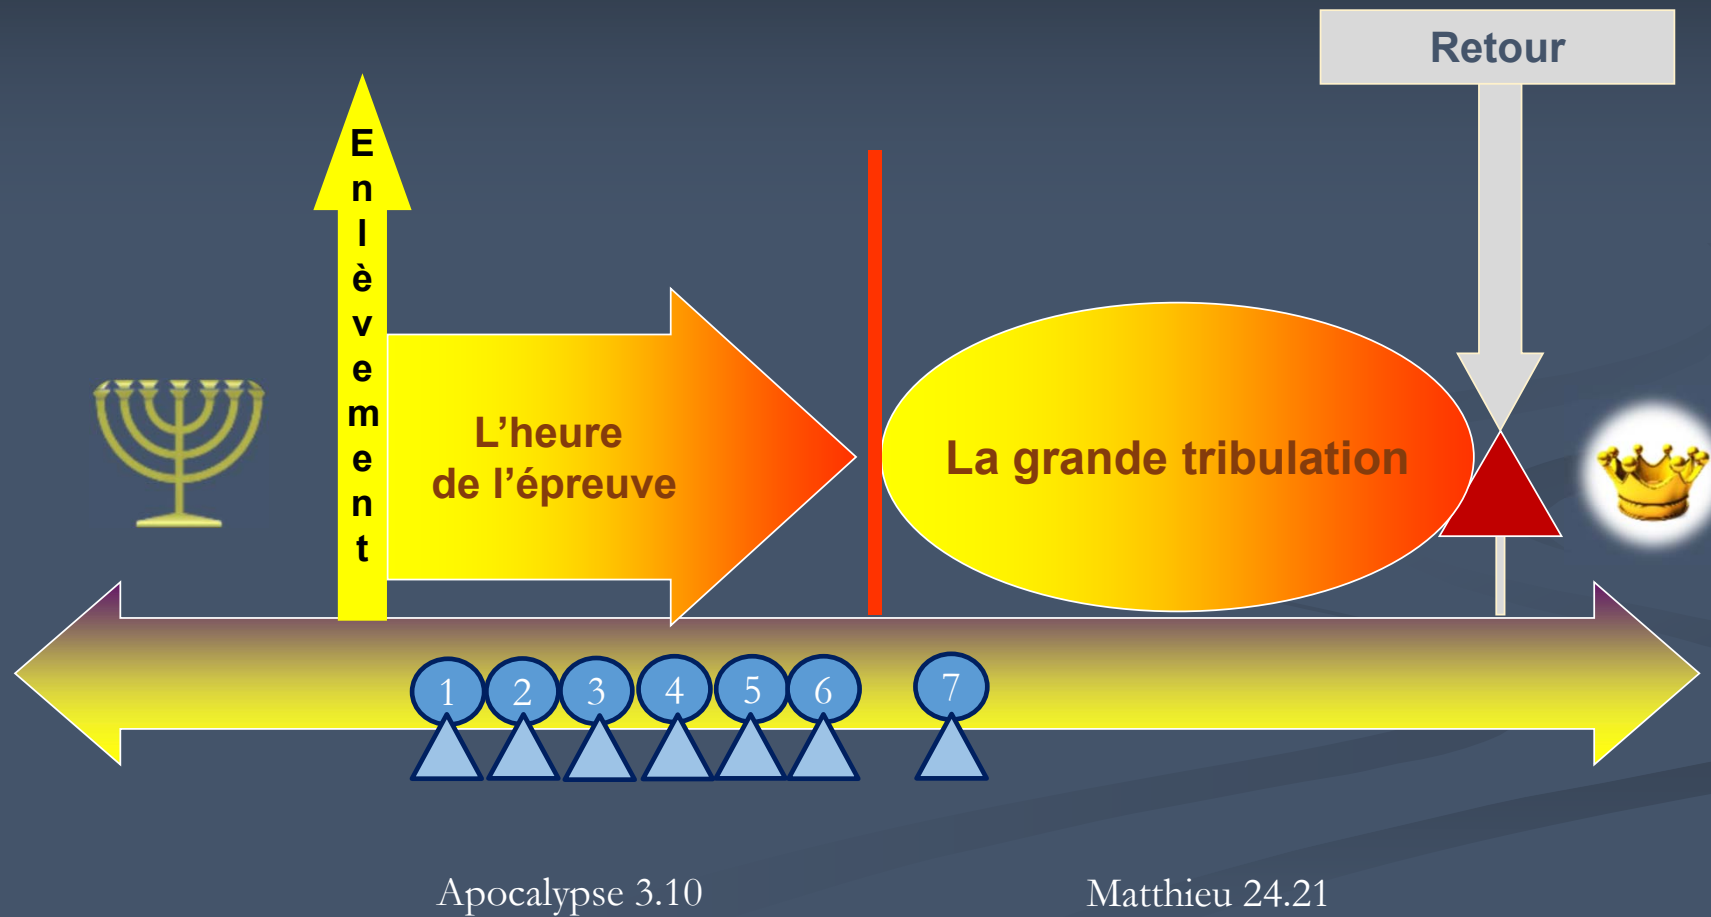 Retour
Enlèvement
L’heure
de l’épreuve
La grande tribulation
1 2 3 4 5 6 7
Apocalypse 3.10
Matthieu 24.21